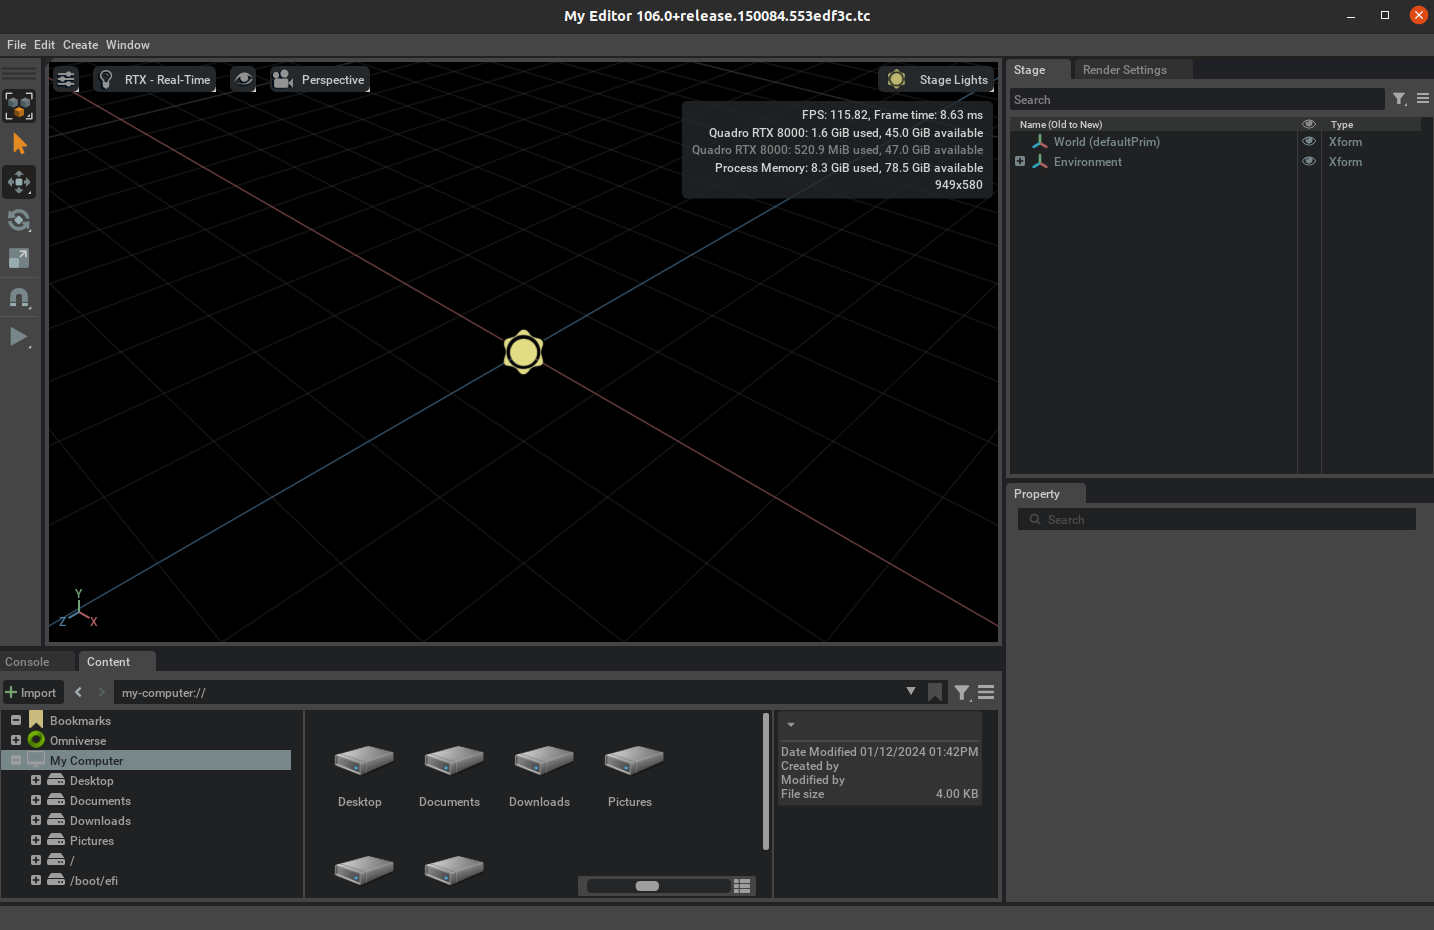 My Editor 106.0+release.150084.553edf3c.tc
File Edit Create Window
RTX - Real-Time
Perspective
Stage Lights
FPS: 115.82, Frame time: 8.63 ms
Quadro RTX 8000: 1.6 GiB used, 45.0 GiB available
Quadro RTX 8000: 520.9 MiB used, 47.0 GiB available
Process Memory: 8.3 GiB used, 78.5 GiB available
949x580
Y
Z
X
Stage
Render Settings
Search
Name (Old to New)
Type
World (defaultPrim)
Xform
Environment
Xform
Property
Search
Console
Content
Import
my-computer://
Bookmarks
Omniverse
My Computer
Desktop
Documents
Downloads
Pictures
/
/boot/efi
Desktop
Documents
Downloads
Pictures
Date Modified 01/12/2024 01:42PM
Created by
Modified by
File size 4.00 KB